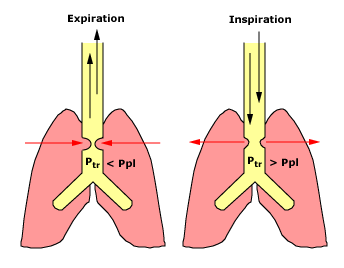 Expiration
Inspiration
Ptr < Ppl
Ptr > Ppl